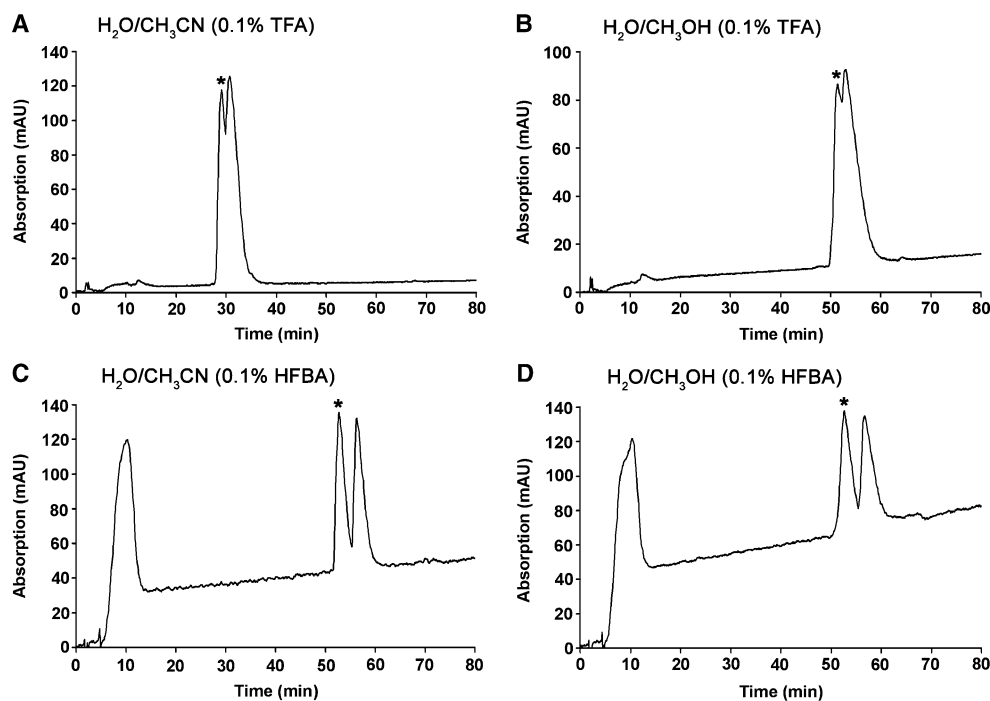 A
H₂O/CH₃CN (0.1% TFA)
140
120
100
80
60
40
20
0
Absorption (mAU)
*
0 10 20 30 40 50 60 70 80
Time (min)
B
H₂O/CH₃OH (0.1% TFA)
100
80
60
40
20
0
Absorption (mAU)
*
0 10 20 30 40 50 60 70 80
Time (min)
C
H₂O/CH₃CN (0.1% HFBA)
140
120
100
80
60
40
20
0
Absorption (mAU)
*
0 10 20 30 40 50 60 70 80
Time (min)
D
H₂O/CH₃OH (0.1% HFBA)
140
120
100
80
60
40
20
0
Absorption (mAU)
*
0 10 20 30 40 50 60 70 80
Time (min)